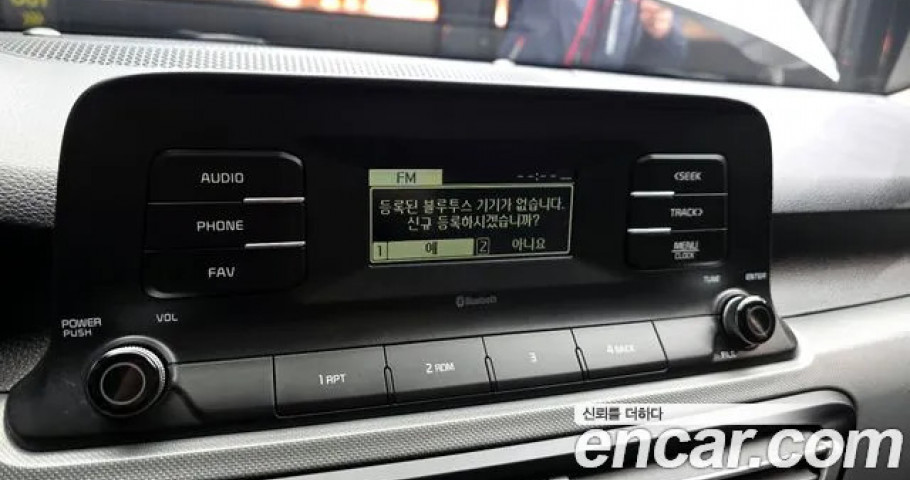 AUDIO
PHONE
FAV
FM
--:--
등록된 블루투스 기기가 없습니다.
신규 등록하시겠습니까?
1 예 2 아니요
<SEEK
TRACK>
MENU
CLOCK
Bluetooth
POWER
PUSH
VOL
TUNE
ENTER
FILE
1 RPT
2 RDM
3
4 BACK
신뢰를 더하다
encar.com